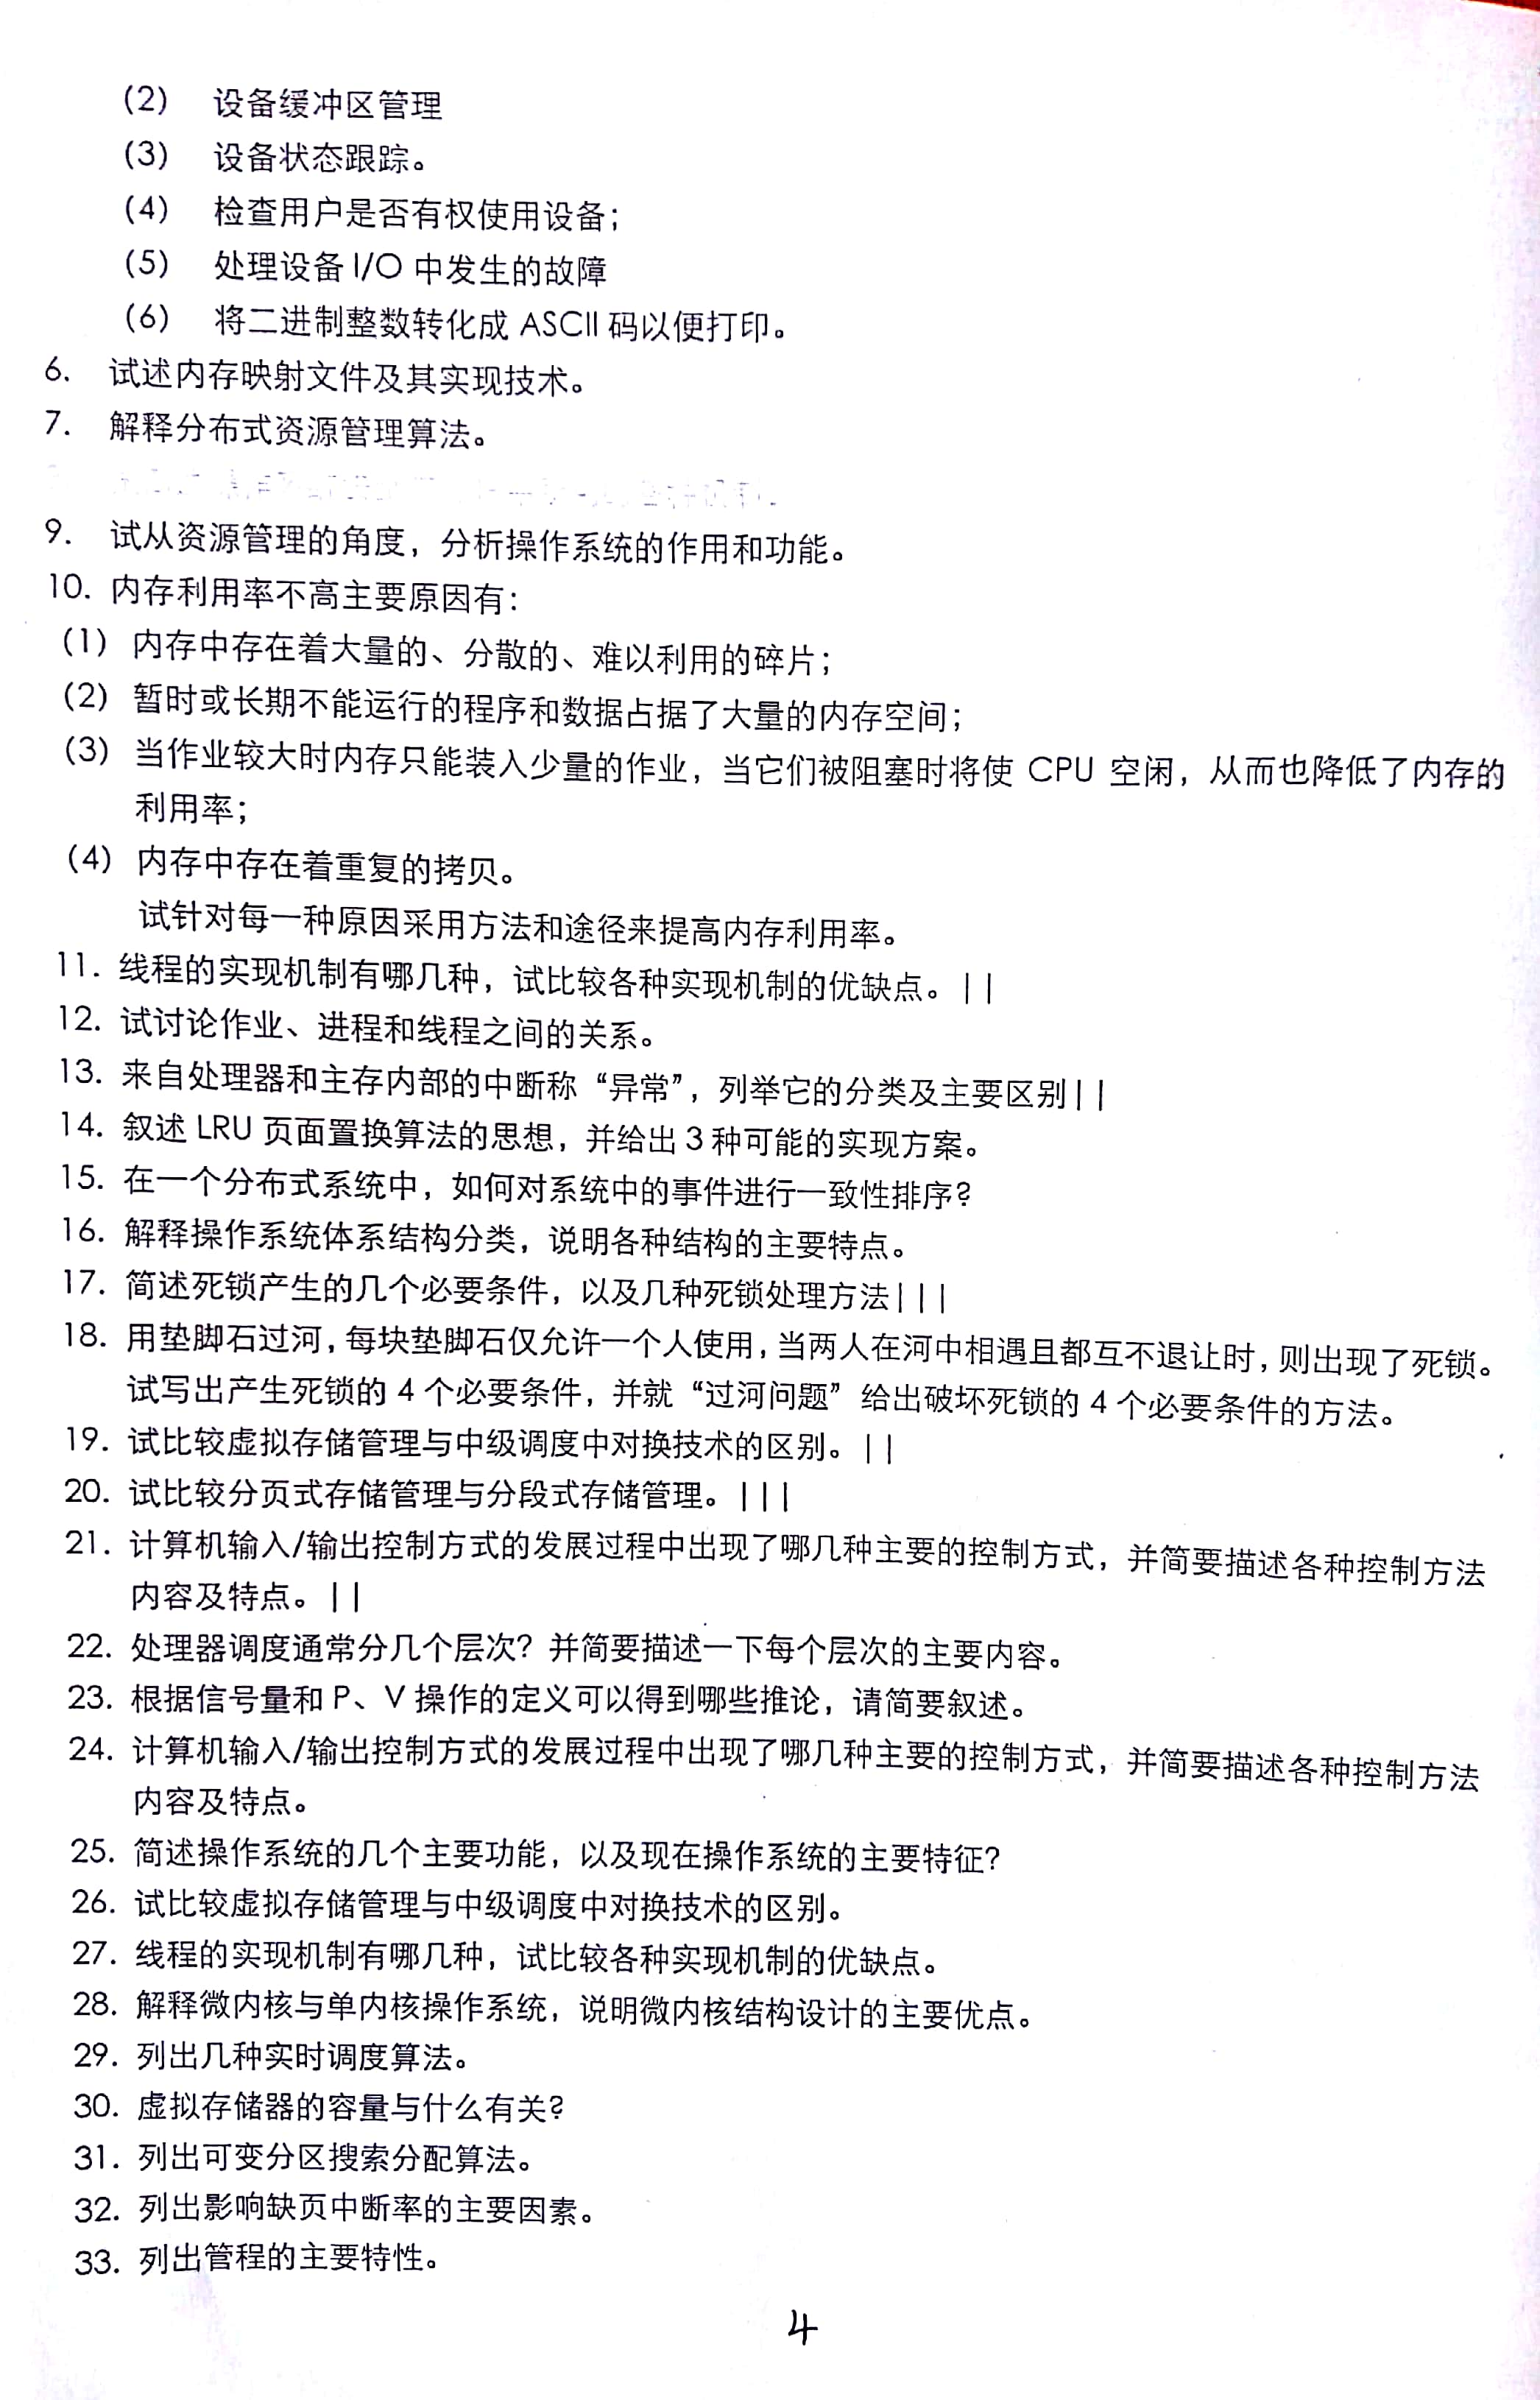 (2) 设备缓冲区管理
(3) 设备状态跟踪。
(4) 检查用户是否有权使用设备；
(5) 处理设备 I/O 中发生的故障
(6) 将二进制整数转化成 ASCII 码以便打印。
6. 试述内存映射文件及其实现技术。
7. 解释分布式资源管理算法。
9. 试从资源管理的角度，分析操作系统的作用和功能。
10. 内存利用率不高主要原因有：
(1) 内存中存在着大量的、分散的、难以利用的碎片；
(2) 暂时或长期不能运行的程序和数据占据了大量的内存空间；
(3) 当作业较大时内存只能装入少量的作业，当它们被阻塞时将使 CPU 空闲，从而也降低了内存的
利用率；
(4) 内存中存在着重复的拷贝。
试针对每一种原因采用方法和途径来提高内存利用率。
11. 线程的实现机制有哪几种，试比较各种实现机制的优缺点。||
12. 试讨论作业、进程和线程之间的关系。
13. 来自处理器和主存内部的中断称“异常”，列举它的分类及主要区别||
14. 叙述 LRU 页面置换算法的思想，并给出 3 种可能的实现方案。
15. 在一个分布式系统中，如何对系统中的事件进行一致性排序？
16. 解释操作系统体系结构分类，说明各种结构的主要特点。
17. 简述死锁产生的几个必要条件，以及几种死锁处理方法|||
18. 用垫脚石过河，每块垫脚石仅允许一个人使用，当两人在河中相遇且都互不退让时，则出现了死锁。
试写出产生死锁的 4 个必要条件，并就“过河问题”给出破坏死锁的 4 个必要条件的方法。
19. 试比较虚拟存储管理与中级调度中对换技术的区别。||
20. 试比较分页式存储管理与分段式存储管理。|||
21. 计算机输入/输出控制方式的发展过程中出现了哪几种主要的控制方式，并简要描述各种控制方法
内容及特点。||
22. 处理器调度通常分几个层次？并简要描述一下每个层次的主要内容。
23. 根据信号量和 P、V 操作的定义可以得到哪些推论，请简要叙述。
24. 计算机输入/输出控制方式的发展过程中出现了哪几种主要的控制方式，并简要描述各种控制方法
内容及特点。
25. 简述操作系统的几个主要功能，以及现在操作系统的主要特征？
26. 试比较虚拟存储管理与中级调度中对换技术的区别。
27. 线程的实现机制有哪几种，试比较各种实现机制的优缺点。
28. 解释微内核与单内核操作系统，说明微内核结构设计的主要优点。
29. 列出几种实时调度算法。
30. 虚拟存储器的容量与什么有关？
31. 列出可变分区搜索分配算法。
32. 列出影响缺页中断率的主要因素。
33. 列出管程的主要特性。
4